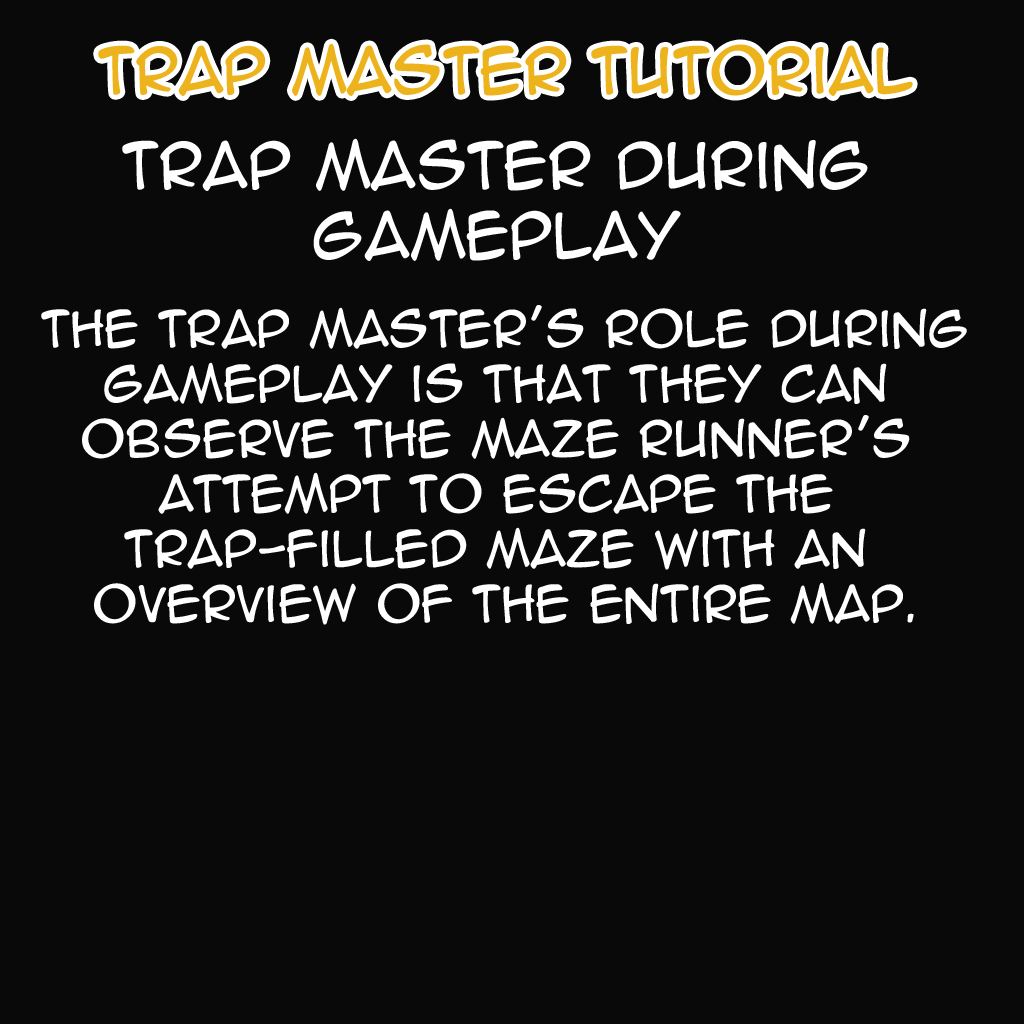 TRAP MASTER TUTORIAL
TRAP MASTER DURING
GAMEPLAY
THE TRAP MASTER'S ROLE DURING
GAMEPLAY IS THAT THEY CAN
OBSERVE THE MAZE RUNNER'S
ATTEMPT TO ESCAPE THE
TRAP-FILLED MAZE WITH AN
OVERVIEW OF THE ENTIRE MAP.